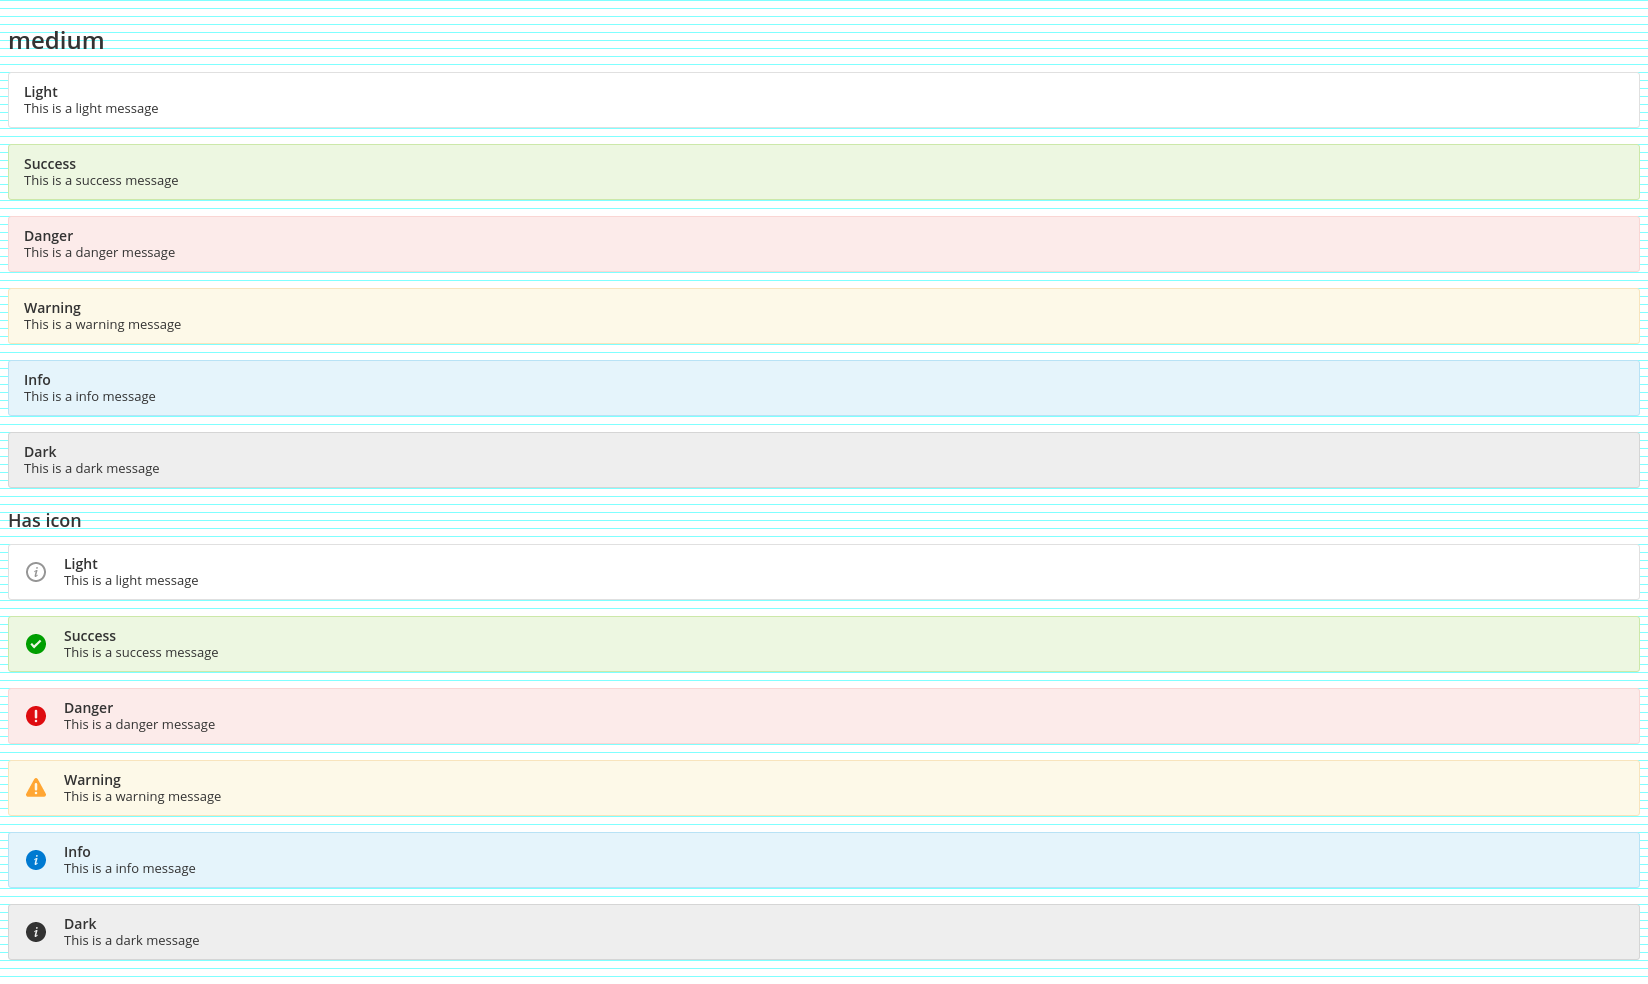 medium
Light
This is a light message
Success
This is a success message
Danger
This is a danger message
Warning
This is a warning message
Info
This is a info message
Dark
This is a dark message
Has icon
Light
This is a light message
Success
This is a success message
Danger
This is a danger message
Warning
This is a warning message
Info
This is a info message
Dark
This is a dark message